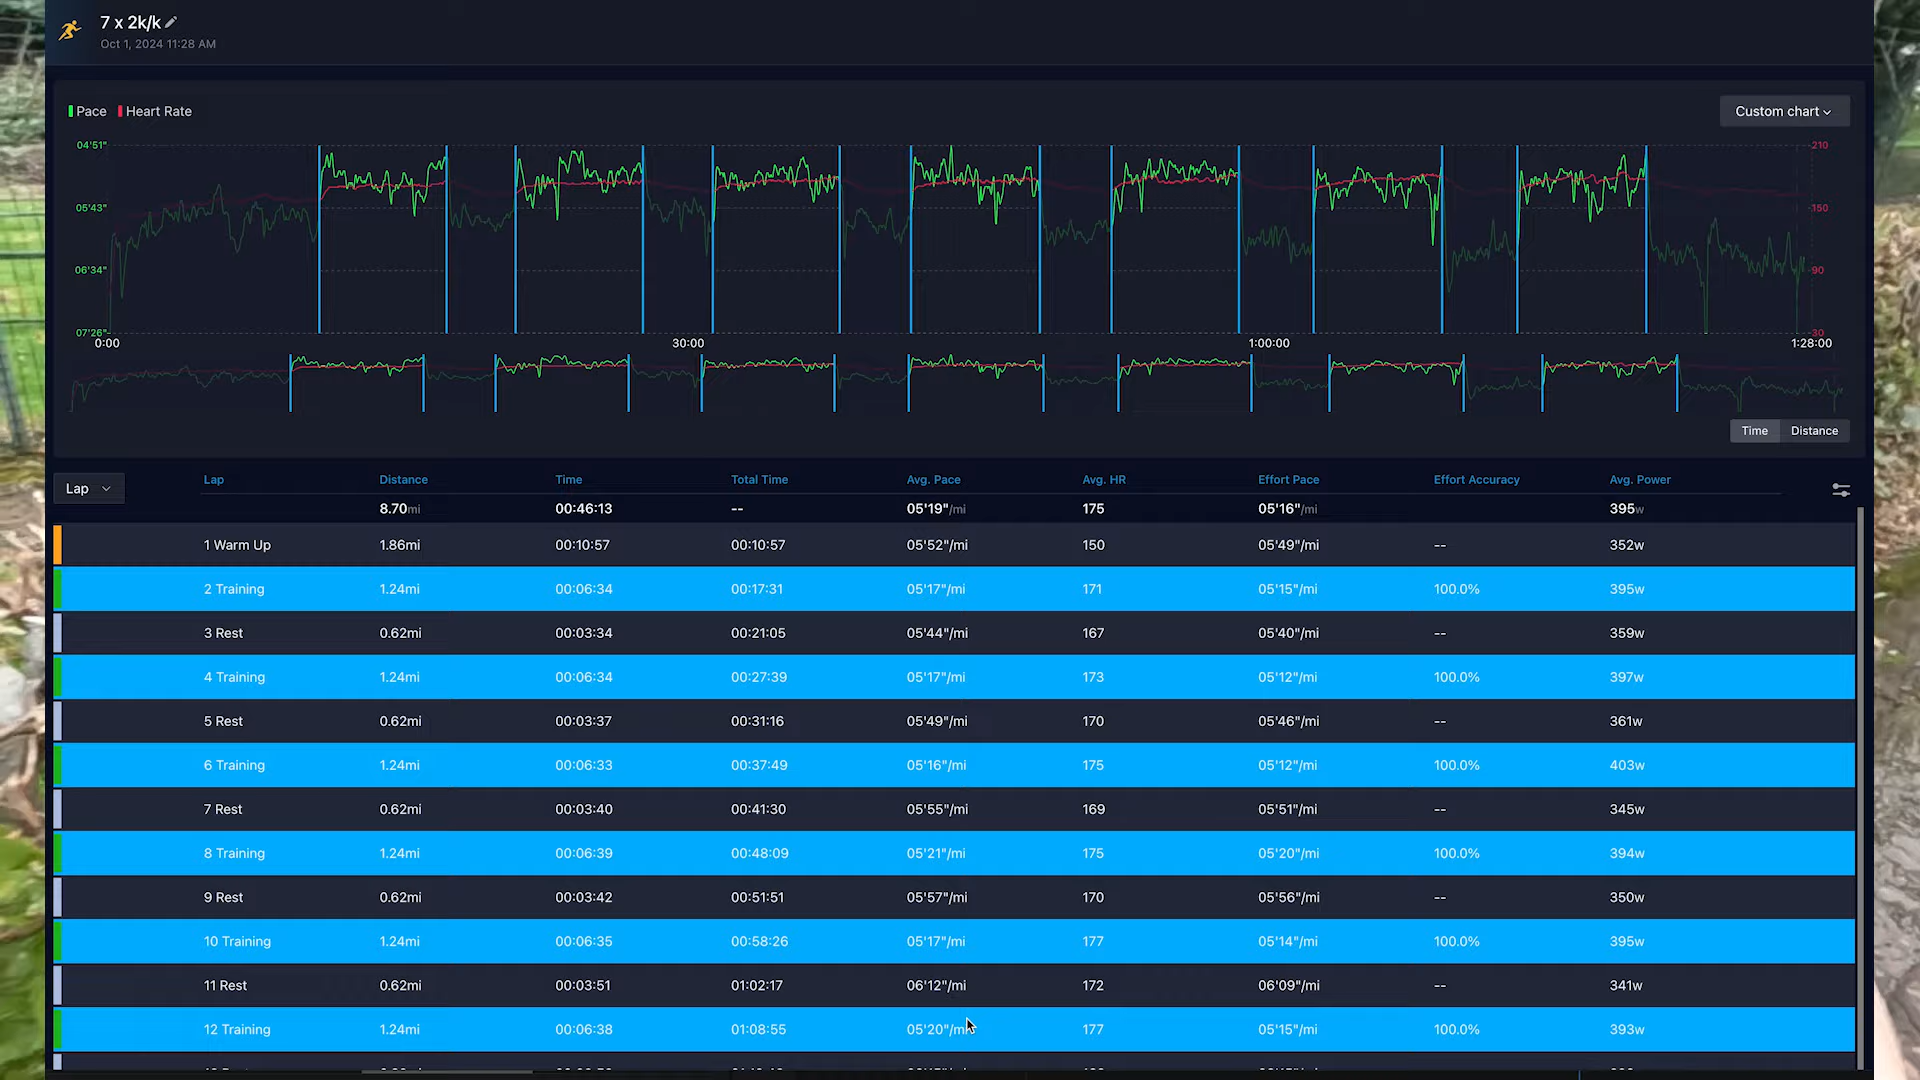 7 x 2k/k
Oct 1, 2024 11:28 AM
Pace Heart Rate
Custom chart
04'51" 210
05'43" 150
06'34" 90
07'26" 30
0:00 30:00 1:00:00 1:28:00
Time Distance
Lap
Lap Distance Time Total Time Avg. Pace Avg. HR Effort Pace Effort Accuracy Avg. Power
8.70mi 00:46:13 -- 05'19"/mi 175 05'16"/mi 395w
1 Warm Up 1.86mi 00:10:57 00:10:57 05'52"/mi 150 05'49"/mi -- 352w
2 Training 1.24mi 00:06:34 00:17:31 05'17"/mi 171 05'15"/mi 100.0% 395w
3 Rest 0.62mi 00:03:34 00:21:05 05'44"/mi 167 05'40"/mi -- 359w
4 Training 1.24mi 00:06:34 00:27:39 05'17"/mi 173 05'12"/mi 100.0% 397w
5 Rest 0.62mi 00:03:37 00:31:16 05'49"/mi 170 05'46"/mi -- 361w
6 Training 1.24mi 00:06:33 00:37:49 05'16"/mi 175 05'12"/mi 100.0% 403w
7 Rest 0.62mi 00:03:40 00:41:30 05'55"/mi 169 05'51"/mi -- 345w
8 Training 1.24mi 00:06:39 00:48:09 05'21"/mi 175 05'20"/mi 100.0% 394w
9 Rest 0.62mi 00:03:42 00:51:51 05'57"/mi 170 05'56"/mi -- 350w
10 Training 1.24mi 00:06:35 00:58:26 05'17"/mi 177 05'14"/mi 100.0% 395w
11 Rest 0.62mi 00:03:51 01:02:17 06'12"/mi 172 06'09"/mi -- 341w
12 Training 1.24mi 00:06:38 01:08:55 05'20"/mi 177 05'15"/mi 100.0% 393w